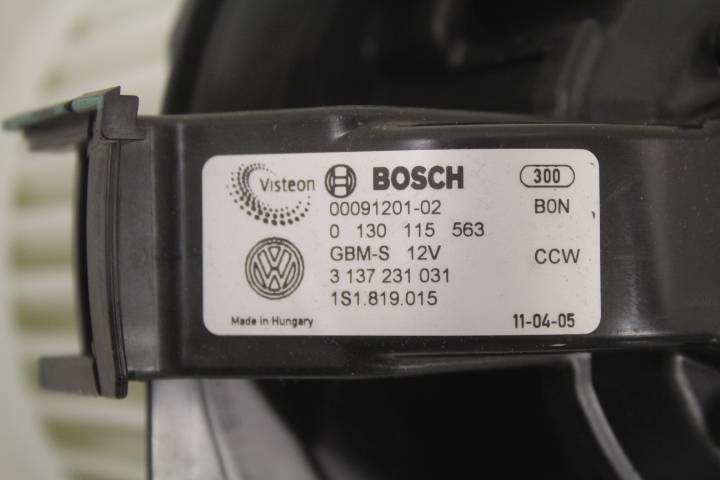 Visteon BOSCH 300
00091201-02 B0N
0 130 115 563
GBM-S 12V CCW
3 137 231 031
1S1.819.015
Made in Hungary 11-04-05